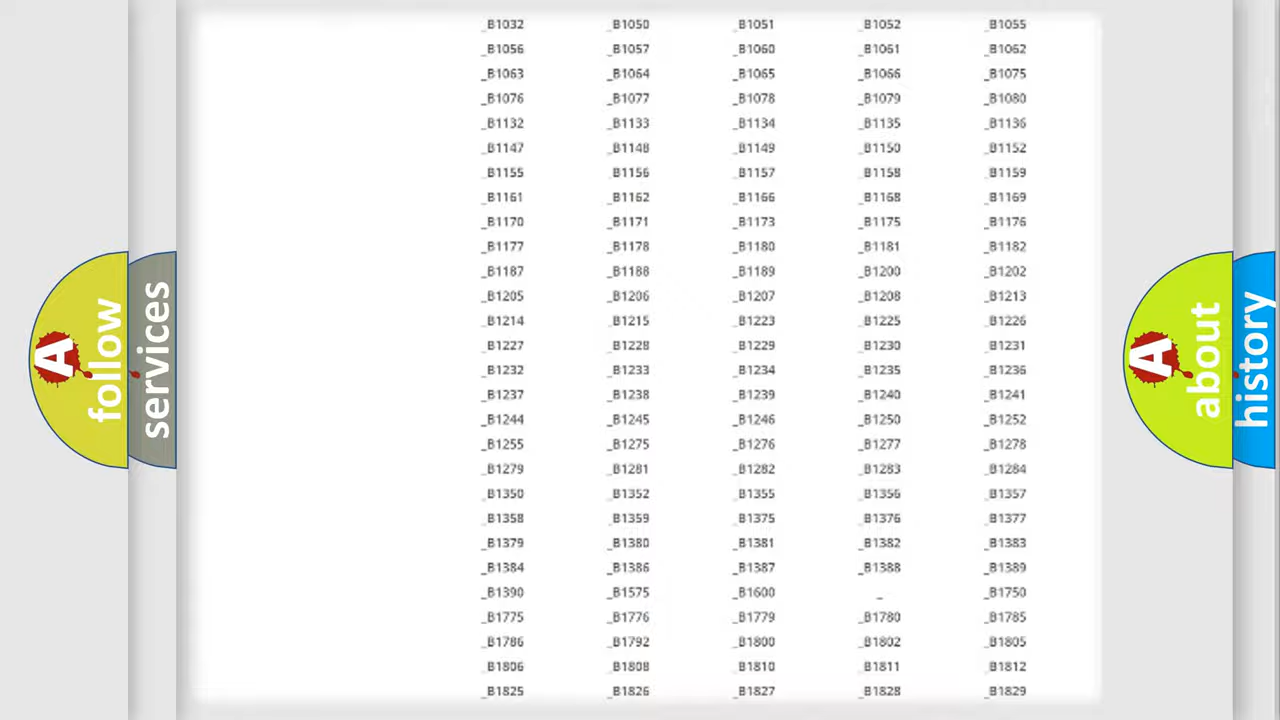 _B1032 _B1050 _B1051 _B1052 _B1055
_B1056 _B1057 _B1060 _B1061 _B1062
_B1063 _B1064 _B1065 _B1066 _B1075
_B1076 _B1077 _B1078 _B1079 _B1080
_B1132 _B1133 _B1134 _B1135 _B1136
_B1147 _B1148 _B1149 _B1150 _B1152
_B1155 _B1156 _B1157 _B1158 _B1159
_B1161 _B1162 _B1166 _B1168 _B1169
_B1170 _B1171 _B1173 _B1175 _B1176
_B1177 _B1178 _B1180 _B1181 _B1182
_B1187 _B1188 _B1189 _B1200 _B1202
_B1205 _B1206 _B1207 _B1208 _B1213
_B1214 _B1215 _B1223 _B1225 _B1226
_B1227 _B1228 _B1229 _B1230 _B1231
_B1232 _B1233 _B1234 _B1235 _B1236
_B1237 _B1238 _B1239 _B1240 _B1241
_B1244 _B1245 _B1246 _B1250 _B1252
_B1255 _B1275 _B1276 _B1277 _B1278
_B1279 _B1281 _B1282 _B1283 _B1284
_B1350 _B1352 _B1355 _B1356 _B1357
_B1358 _B1359 _B1375 _B1376 _B1377
_B1379 _B1380 _B1381 _B1382 _B1383
_B1384 _B1386 _B1387 _B1388 _B1389
_B1390 _B1575 _B1600 _ _B1750
_B1775 _B1776 _B1779 _B1780 _B1785
_B1786 _B1792 _B1800 _B1802 _B1805
_B1806 _B1808 _B1810 _B1811 _B1812
_B1825 _B1826 _B1827 _B1828 _B1829
A follow
services
A about
history